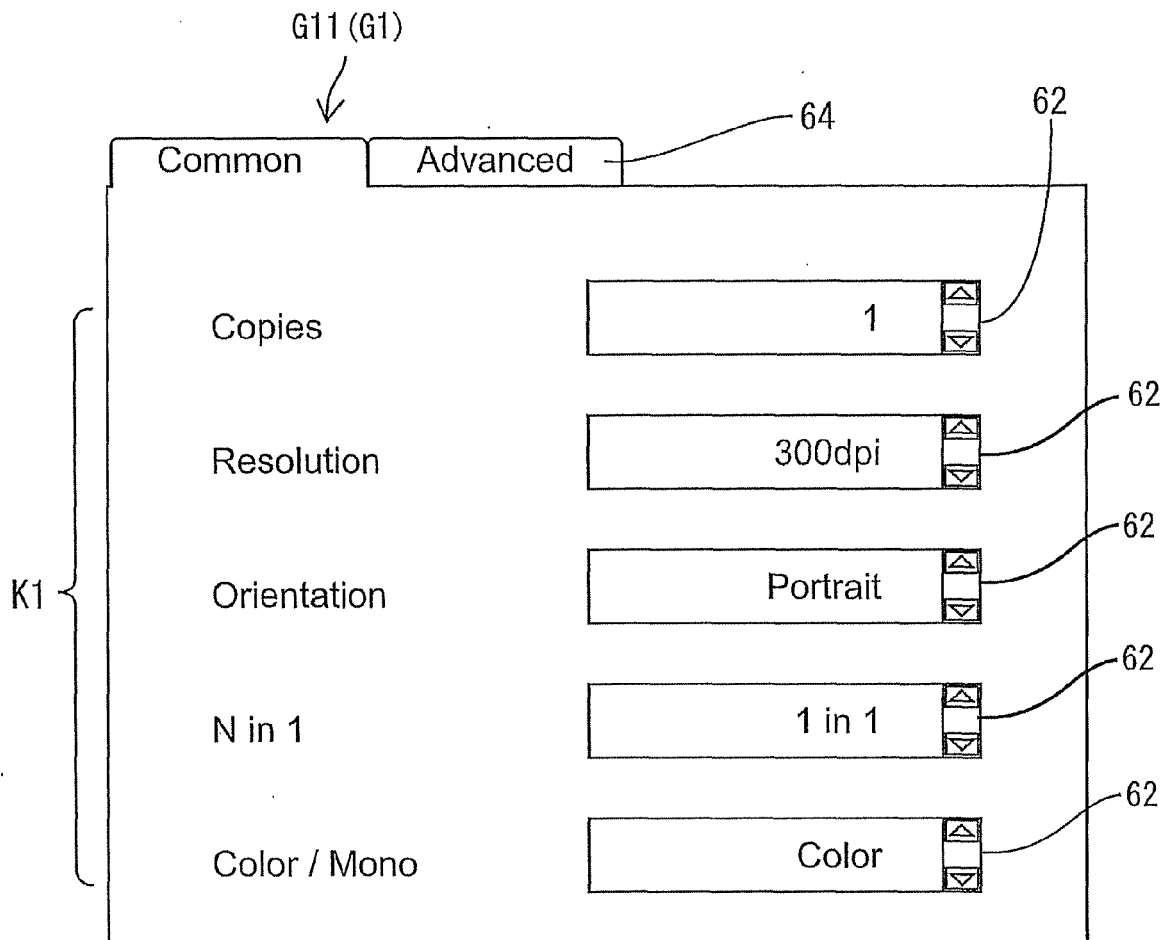 G11(G1)
62
64
Common Advanced
Copies 1
62
Resolution 300dpi
62
K1 Orientation Portrait
62
N in 1 1 in 1
62
Color / Mono Color